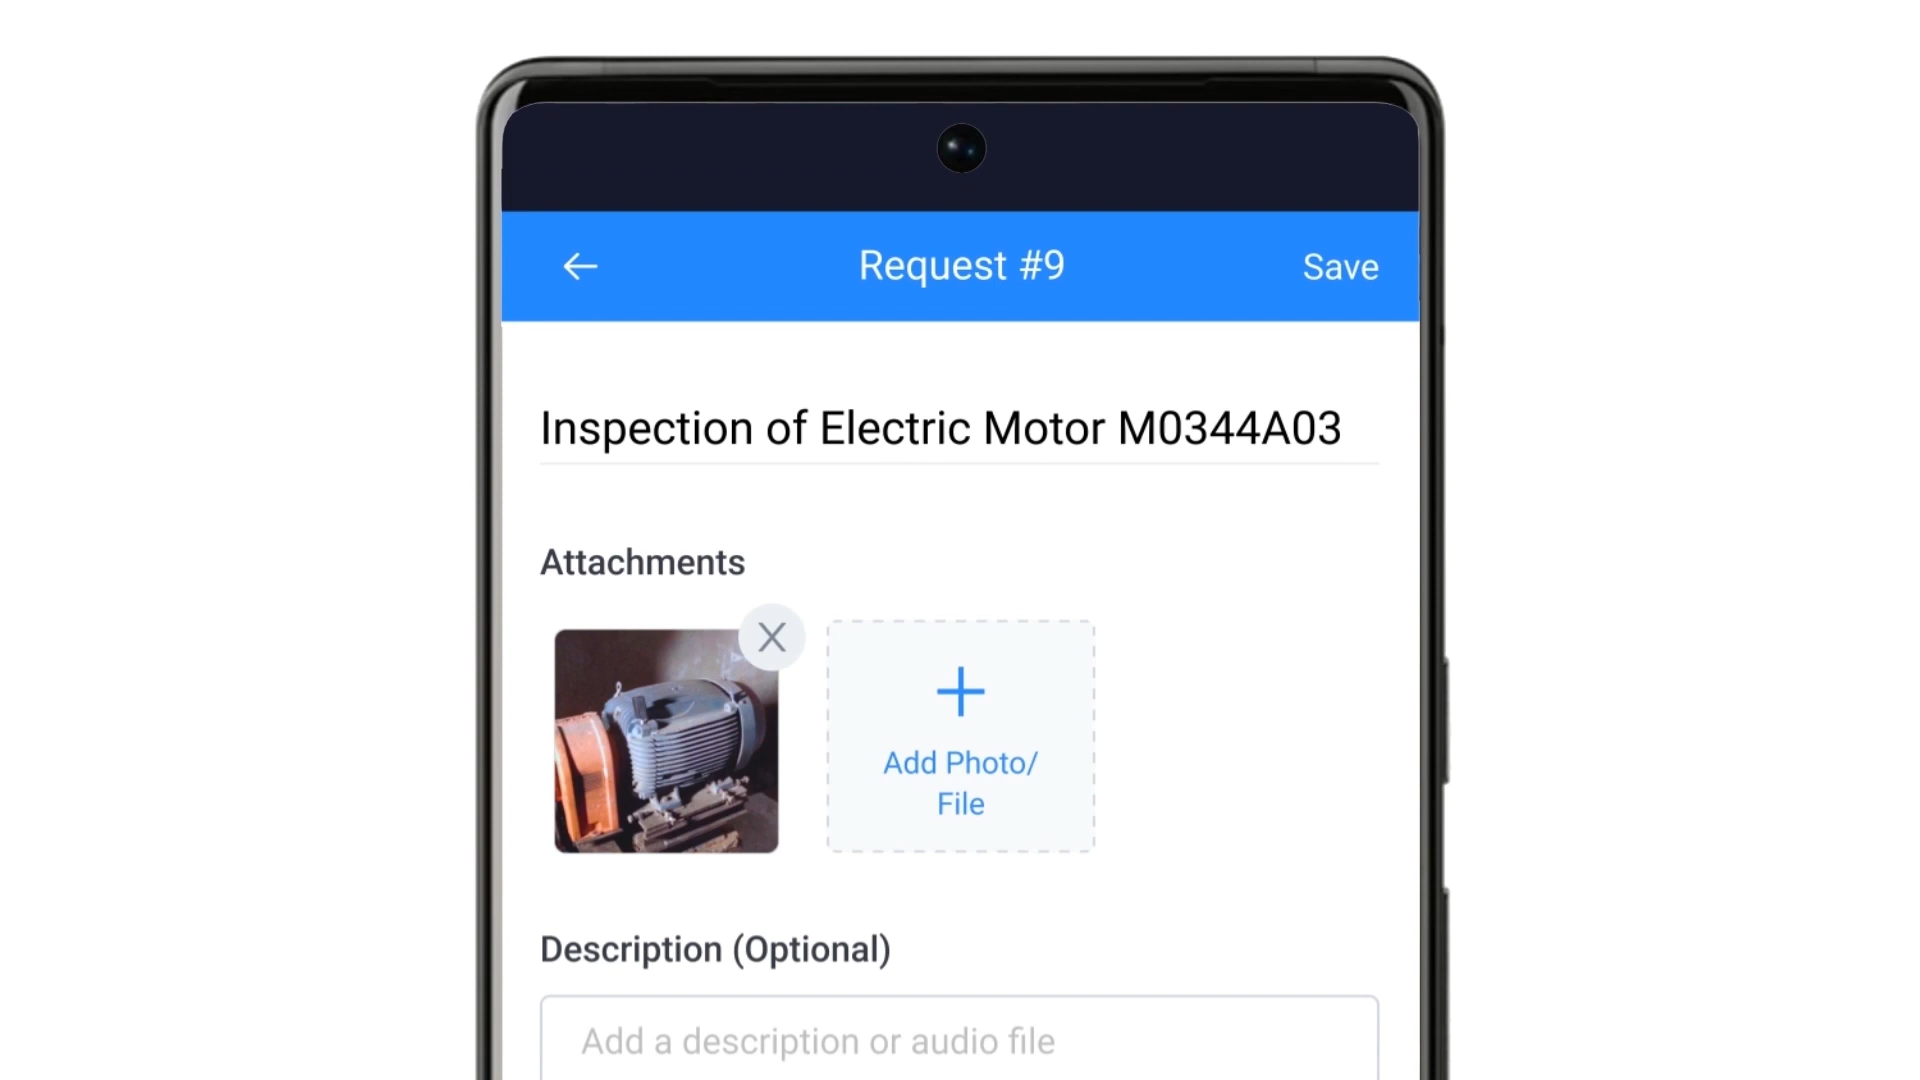 Request #9
Save
Inspection of Electric Motor M0344A03
Attachments
X
Add Photo/
File
Description (Optional)
Add a description or audio file